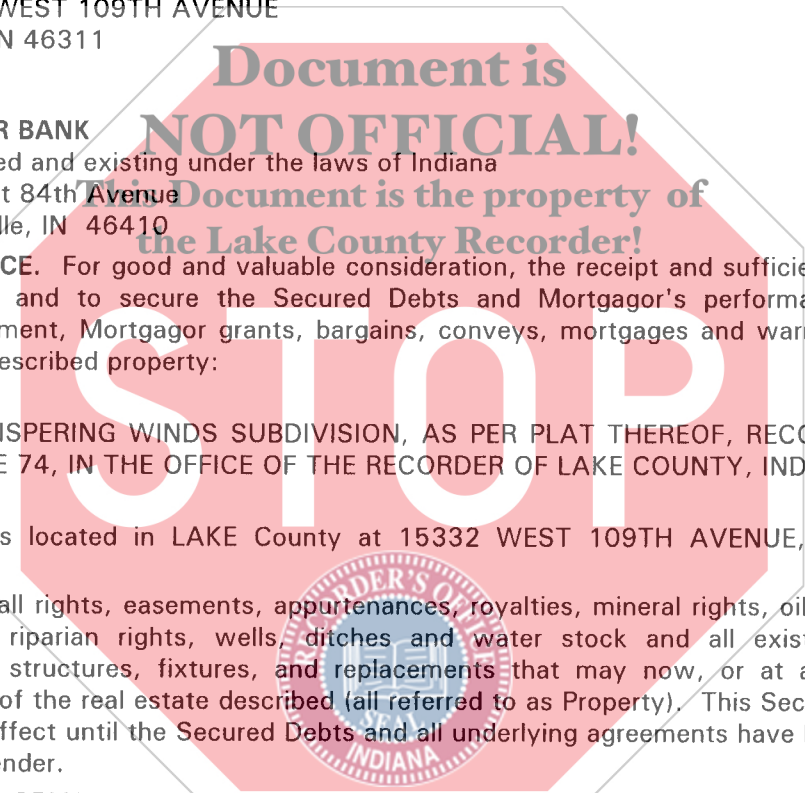 WEST 109TH AVENUE
N 46311
Document is
NOT OFFICIAL!
R BANK
ed and existing under the laws of Indiana
t 84th Avenue
This Document is the property of
lle, IN 46410
the Lake County Recorder!
CE. For good and valuable consideration, the receipt and sufficie
and to secure the Secured Debts and Mortgagor's performa
ment, Mortgagor grants, bargains, conveys, mortgages and warr
escribed property:
STOP
ISPERING WINDS SUBDIVISION, AS PER PLAT THEREOF, RECO
E 74, IN THE OFFICE OF THE RECORDER OF LAKE COUNTY, IND
s located in LAKE County at 15332 WEST 109TH AVENUE,
all rights, easements, appurtenances, royalties, mineral rights, oil
riparian rights, wells, ditches and water stock and all exist
structures, fixtures, and replacements that may now, or at a
of the real estate described (all referred to as Property). This Sec
ffect until the Secured Debts and all underlying agreements have
ender.
RECORDER'S OFFICE
SEAL
INDIANA